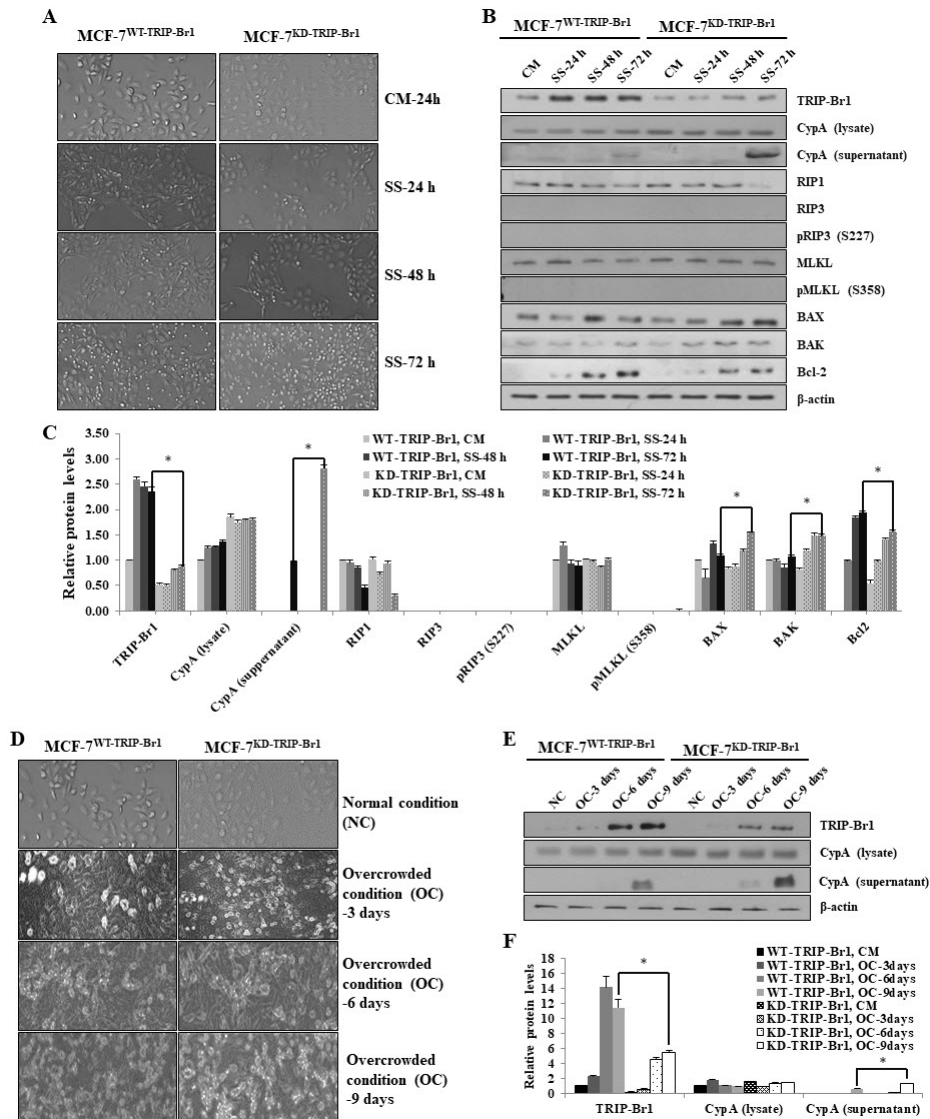 A
MCF-7WT-TRIP-Br1
MCF-7KD-TRIP-Br1
CM-24h
SS-24 h
SS-48 h
SS-72 h
B
MCF-7WT-TRIP-Br1
MCF-7KD-TRIP-Br1
CM
SS-24 h
SS-48 h
SS-72 h
CM
SS-24 h
SS-48 h
SS-72 h
TRIP-Br1
CypA (lysate)
CypA (supernatant)
RIP1
RIP3
pRIP3 (S227)
MLKL
pMLKL (S358)
BAX
BAK
Bcl-2
β-actin
C
Relative protein levels
3.50
3.00
2.50
2.00
1.50
1.00
0.50
0.00
WT-TRIP-Br1, CM
WT-TRIP-Br1, SS-24 h
WT-TRIP-Br1, SS-48 h
WT-TRIP-Br1, SS-72 h
KD-TRIP-Br1, CM
KD-TRIP-Br1, SS-24 h
KD-TRIP-Br1, SS-48 h
KD-TRIP-Br1, SS-72 h
*
*
*
*
*
TRIP-Br1
CypA (lysate)
CypA (suppernatant)
RIP1
RIP3
pRIP3 (S227)
MLKL
pMLKL (S358)
BAX
BAK
Bcl2
D
MCF-7WT-TRIP-Br1
MCF-7KD-TRIP-Br1
Normal condition
(NC)
Overcrowded
condition (OC)
-3 days
Overcrowded
condition (OC)
-6 days
Overcrowded
condition (OC)
-9 days
E
MCF-7WT-TRIP-Br1
MCF-7KD-TRIP-Br1
NC
OC-3 days
OC-6 days
OC-9 days
NC
OC-3 days
OC-6 days
OC-9 days
TRIP-Br1
CypA (lysate)
CypA (supernatant)
β-actin
F
Relative protein levels
18
16
14
12
10
8
6
4
2
0
*
*
WT-TRIP-Br1, CM
WT-TRIP-Br1, OC-3days
WT-TRIP-Br1, OC-6days
WT-TRIP-Br1, OC-9days
KD-TRIP-Br1, CM
KD-TRIP-Br1, OC-3days
KD-TRIP-Br1, OC-6days
KD-TRIP-Br1, OC-9days
TRIP-Br1
CypA (lysate)
CypA (supernatant)